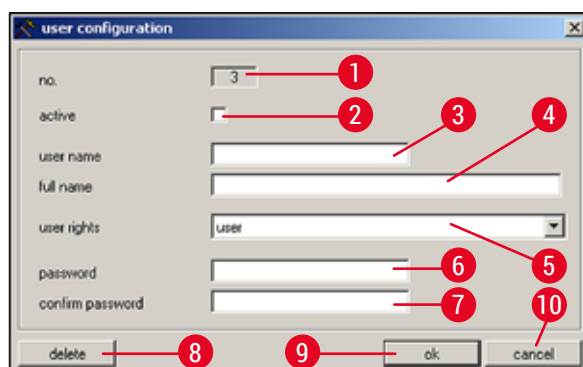 user configuration
no. 3 1
active 2
user name 3
full name 4
user rights user 5
password 6
confirm password 7
delete 8 9 ok cancel 10